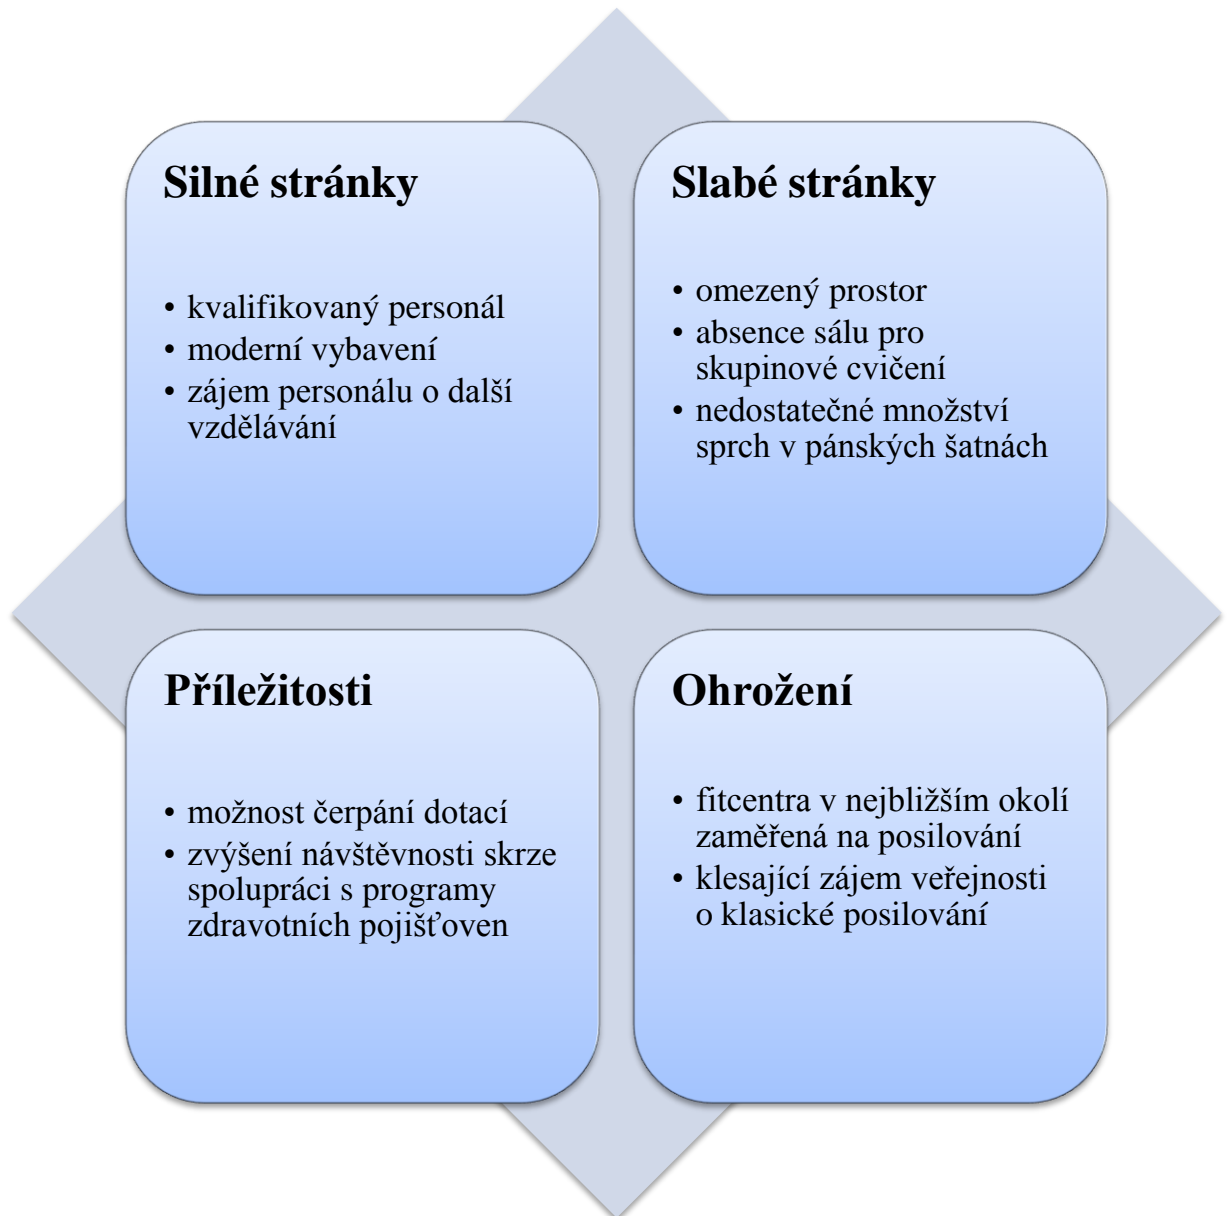 Silné stránky
• kvalifikovaný personál
• moderní vybavení
• zájem personálu o další
vzdělávání
Slabé stránky
• omezený prostor
• absence sálu pro
skupinové cvičení
• nedostatečné množství
sprch v pánských šatnách
Příležitosti
• možnost čerpání dotací
• zvýšení návštěvnosti skrze
spolupráci s programy
zdravotních pojišťoven
Ohrožení
• fitcentra v nejbližším okolí
zaměřená na posilování
• klesající zájem veřejnosti
o klasické posilování